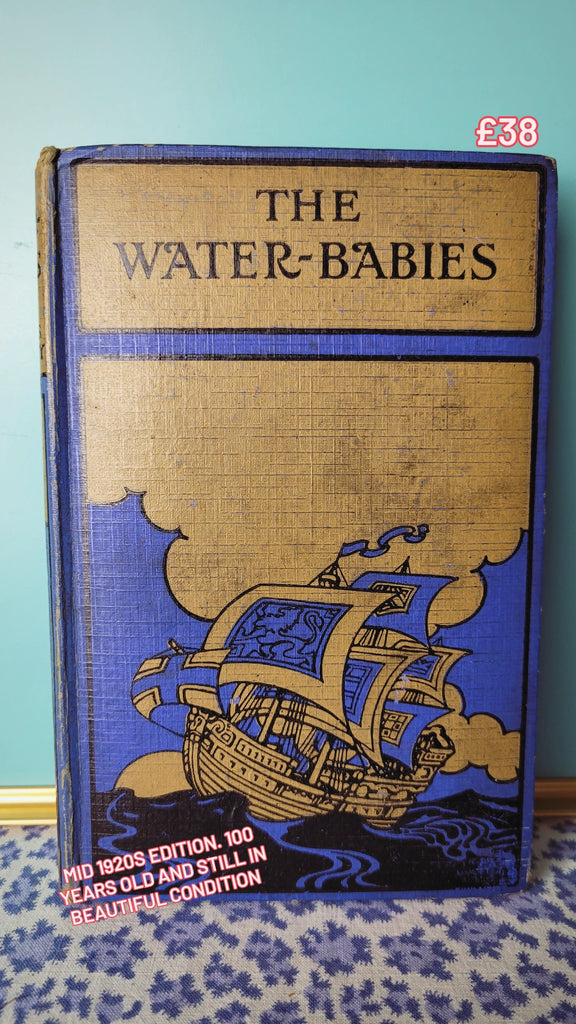 £38
THE
WATER-BABIES
MID 1920S EDITION. 100
YEARS OLD AND STILL IN
BEAUTIFUL CONDITION